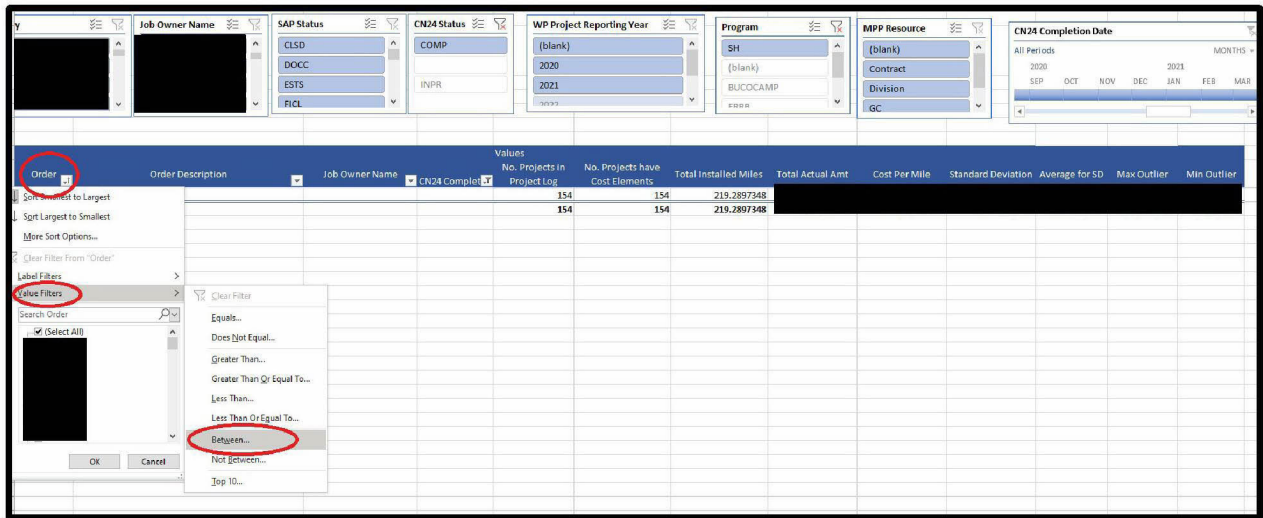 y
Job Owner Name
SAP Status
CLSD
DOCC
ESTS
FICL
CN24 Status
COMP
INPR
WP Project Reporting Year
(blank)
2020
2021
2022
Program
SH
(blank)
BUCOCAMP
MPP Resource
(blank)
Contract
Division
GC
CN24 Completion Date
All Periods MONTHS
2020 2021
SEP OCT NOV DEC JAN FEB MAR
Values
Order Order Description Job Owner Name CN24 Complet No. Projects in Project Log No. Projects have Cost Elements Total Installed Miles Total Actual Amt Cost Per Mile Standard Deviation Average for SD Max Outlier Min Outlier
154 154 219.2897348
154 154 219.2897348
Sort Smallest to Largest
Sort Largest to Smallest
More Sort Options...
Clear Filter From "Order"
Label Filters
Value Filters
Search Order
(Select All)
OK Cancel
Clear Filter
Equals...
Does Not Equal...
Greater Than...
Greater Than Or Equal To...
Less Than...
Less Than Or Equal To...
Between...
Not Between...
Top 10...